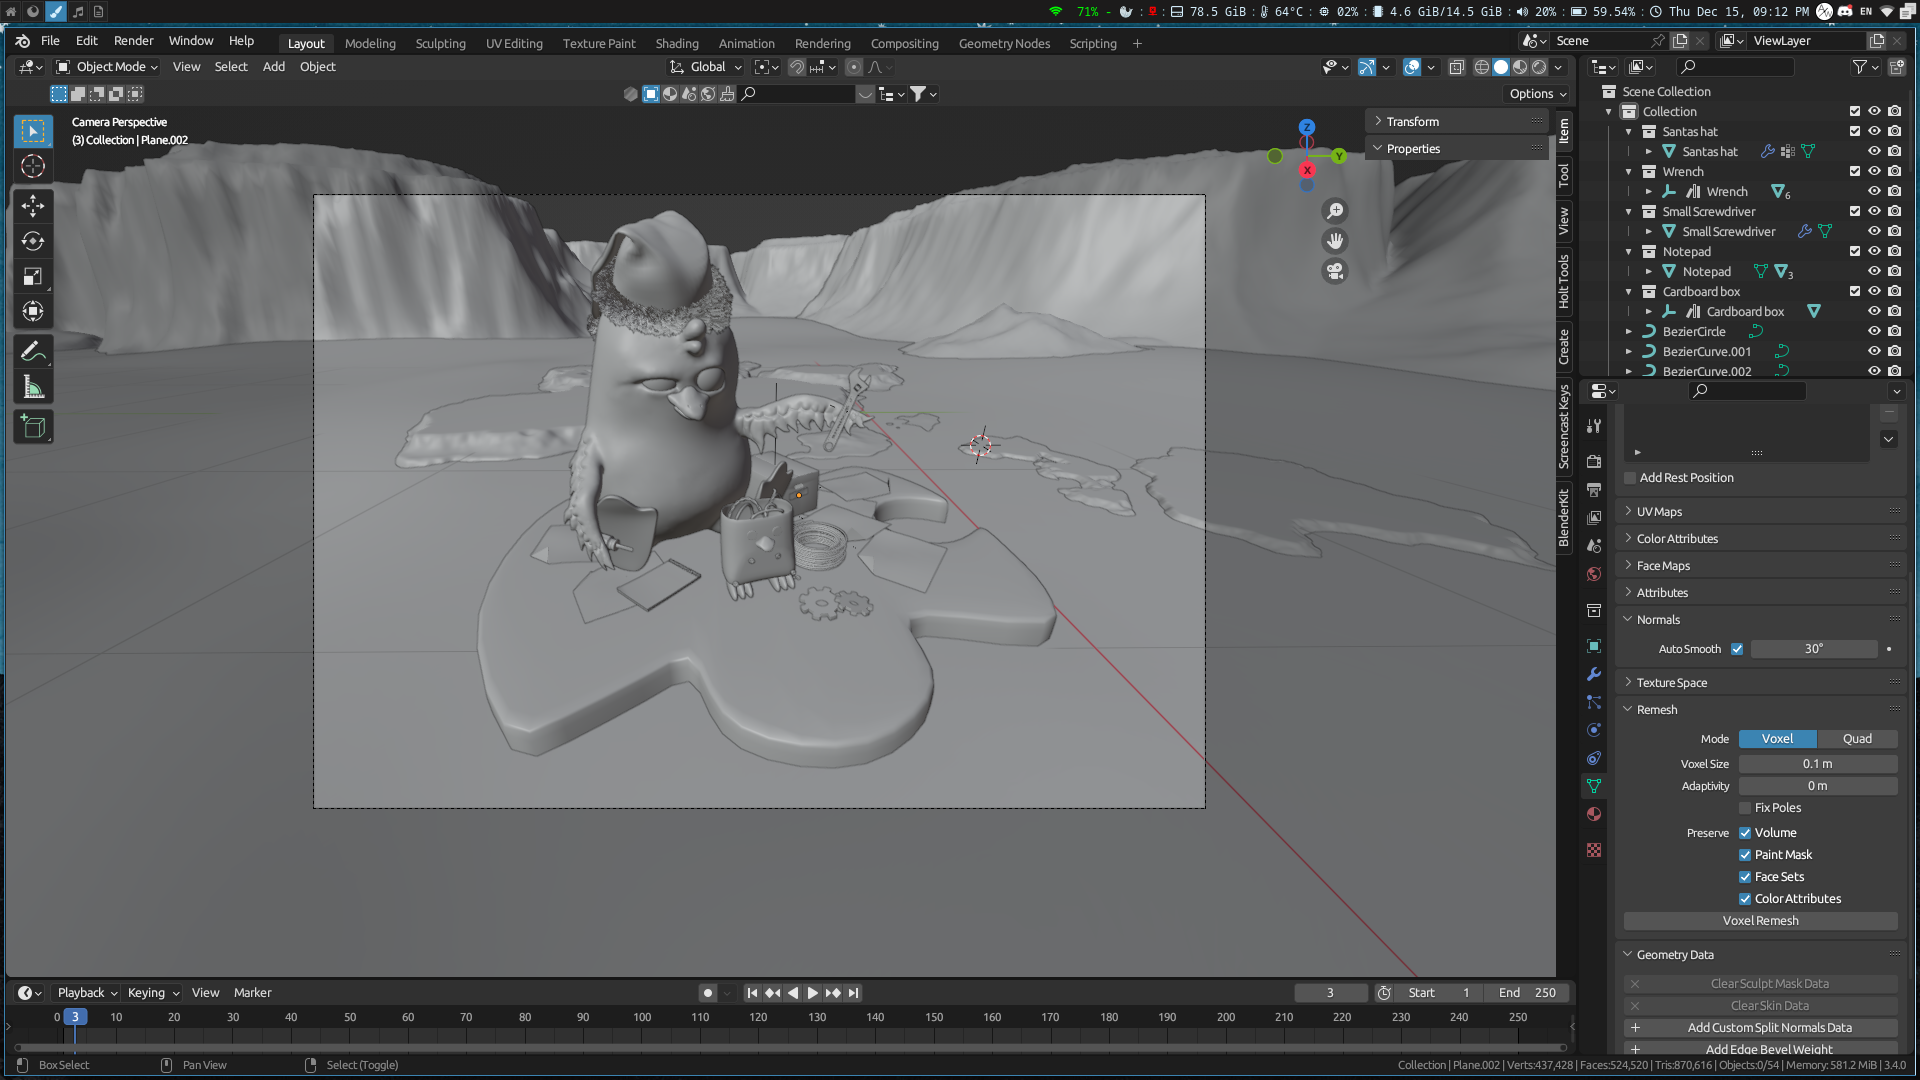 71% - 78.5 GiB 64°C 02% 4.6 GiB/14.5 GiB 20% 59.54% Thu Dec 15, 09:12 PM EN
File Edit Render Window Help Layout Modeling Sculpting UV Editing Texture Paint Shading Animation Rendering Compositing Geometry Nodes Scripting + Scene ViewLayer
Object Mode View Select Add Object Global
Options
Camera Perspective
(3) Collection | Plane.002
Z
Y
X
Transform
Properties
Item
Tool
View
Holt Tools
Create
Screencast Keys
BlenderKit
Scene Collection
Collection
Santas hat
Santas hat
Wrench
Wrench 6
Small Screwdriver
Small Screwdriver
Notepad
Notepad 3
Cardboard box
Cardboard box
BezierCircle
BezierCurve.001
BezierCurve.002
Add Rest Position
UV Maps
Color Attributes
Face Maps
Attributes
Normals
Auto Smooth 30°
Texture Space
Remesh
Mode Voxel Quad
Voxel Size 0.1 m
Adaptivity 0 m
Fix Poles
Preserve Volume
Paint Mask
Face Sets
Color Attributes
Voxel Remesh
Geometry Data
Clear Sculpt Mask Data
Clear Skin Data
Add Custom Split Normals Data
Add Edge Bevel Weight
Playback Keying View Marker 3 Start 1 End 250
0 3 10 20 30 40 50 60 70 80 90 100 110 120 130 140 150 160 170 180 190 200 210 220 230 240 250
Box Select Pan View Select (Toggle) Collection | Plane.002 | Verts:437,428 | Faces:524,520 | Tris:870,616 | Objects:0/54 | Memory: 581.2 MiB | 3.4.0